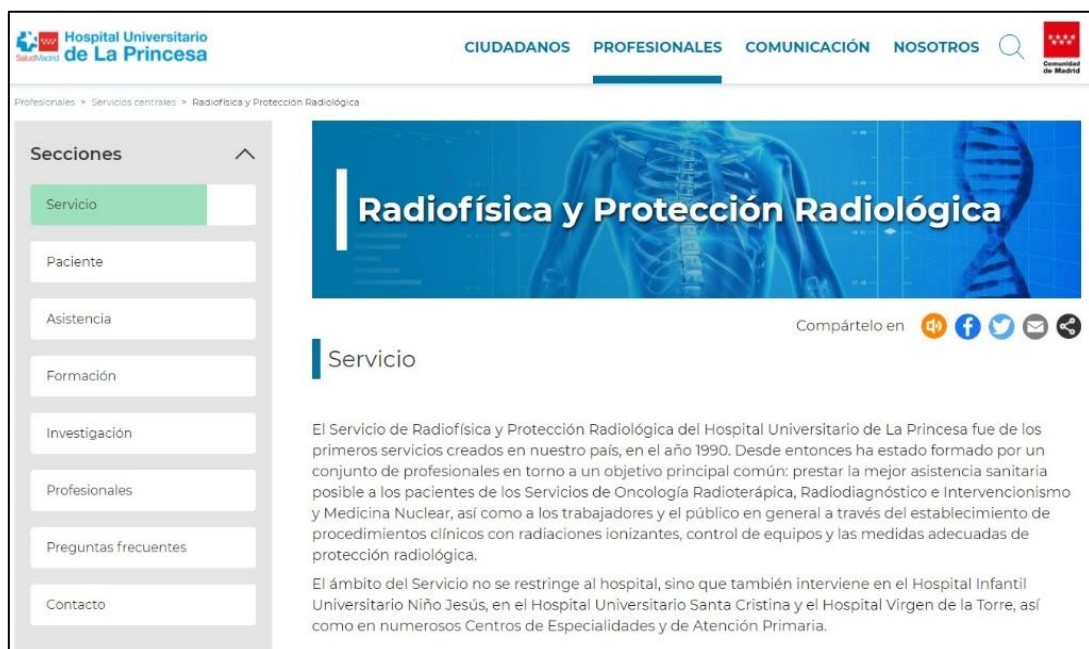 Hospital Universitario
de La Princesa
SaludMadrid
CIUDADANOS PROFESIONALES COMUNICACIÓN NOSOTROS
Comunidad
de Madrid
Profesionales > Servicios centrales > Radiofísica y Protección Radiológica
Secciones
Servicio
Paciente
Asistencia
Formación
Investigación
Profesionales
Preguntas frecuentes
Contacto
Radiofísica y Protección Radiológica
Compártelo en
Servicio
El Servicio de Radiofísica y Protección Radiológica del Hospital Universitario de La Princesa fue de los
primeros servicios creados en nuestro país, en el año 1990. Desde entonces ha estado formado por un
conjunto de profesionales en torno a un objetivo principal común: prestar la mejor asistencia sanitaria
posible a los pacientes de los Servicios de Oncología Radioterápica, Radiodiagnóstico e Intervencionismo
y Medicina Nuclear, así como a los trabajadores y el público en general a través del establecimiento de
procedimientos clínicos con radiaciones ionizantes, control de equipos y las medidas adecuadas de
protección radiológica.
El ámbito del Servicio no se restringe al hospital, sino que también interviene en el Hospital Infantil
Universitario Niño Jesús, en el Hospital Universitario Santa Cristina y el Hospital Virgen de la Torre, así
como en numerosos Centros de Especialidades y de Atención Primaria.